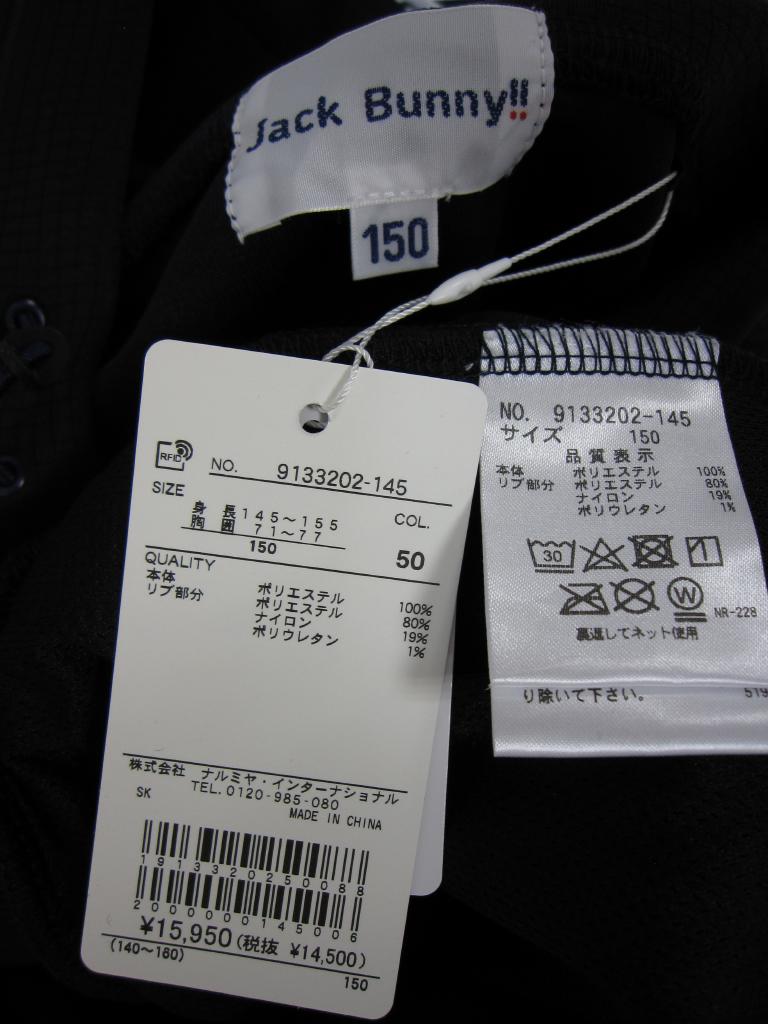 Jack Bunny!!
150
RFID
NO. 9133202-145
SIZE
身 長 145～155
COL.
胸 囲 71～77
150
50
QUALITY
本体 ポリエステル 100%
リブ部分 ポリエステル 80%
ナイロン 19%
ポリウレタン 1%
株式会社 ナルミヤ・インターナショナル
TEL.0120-985-080
SK
MADE IN CHINA
1913320250088
2000000145006
¥15,950(税抜 ¥14,500)
(140～160)
150
NO. 9133202-145
サイズ 150
品質表示
本体 ポリエステル 100%
リブ部分 ポリエステル 80%
ナイロン 19%
ポリウレタン 1%
30
W
NR-228
裏返してネット使用
り除いて下さい。 519